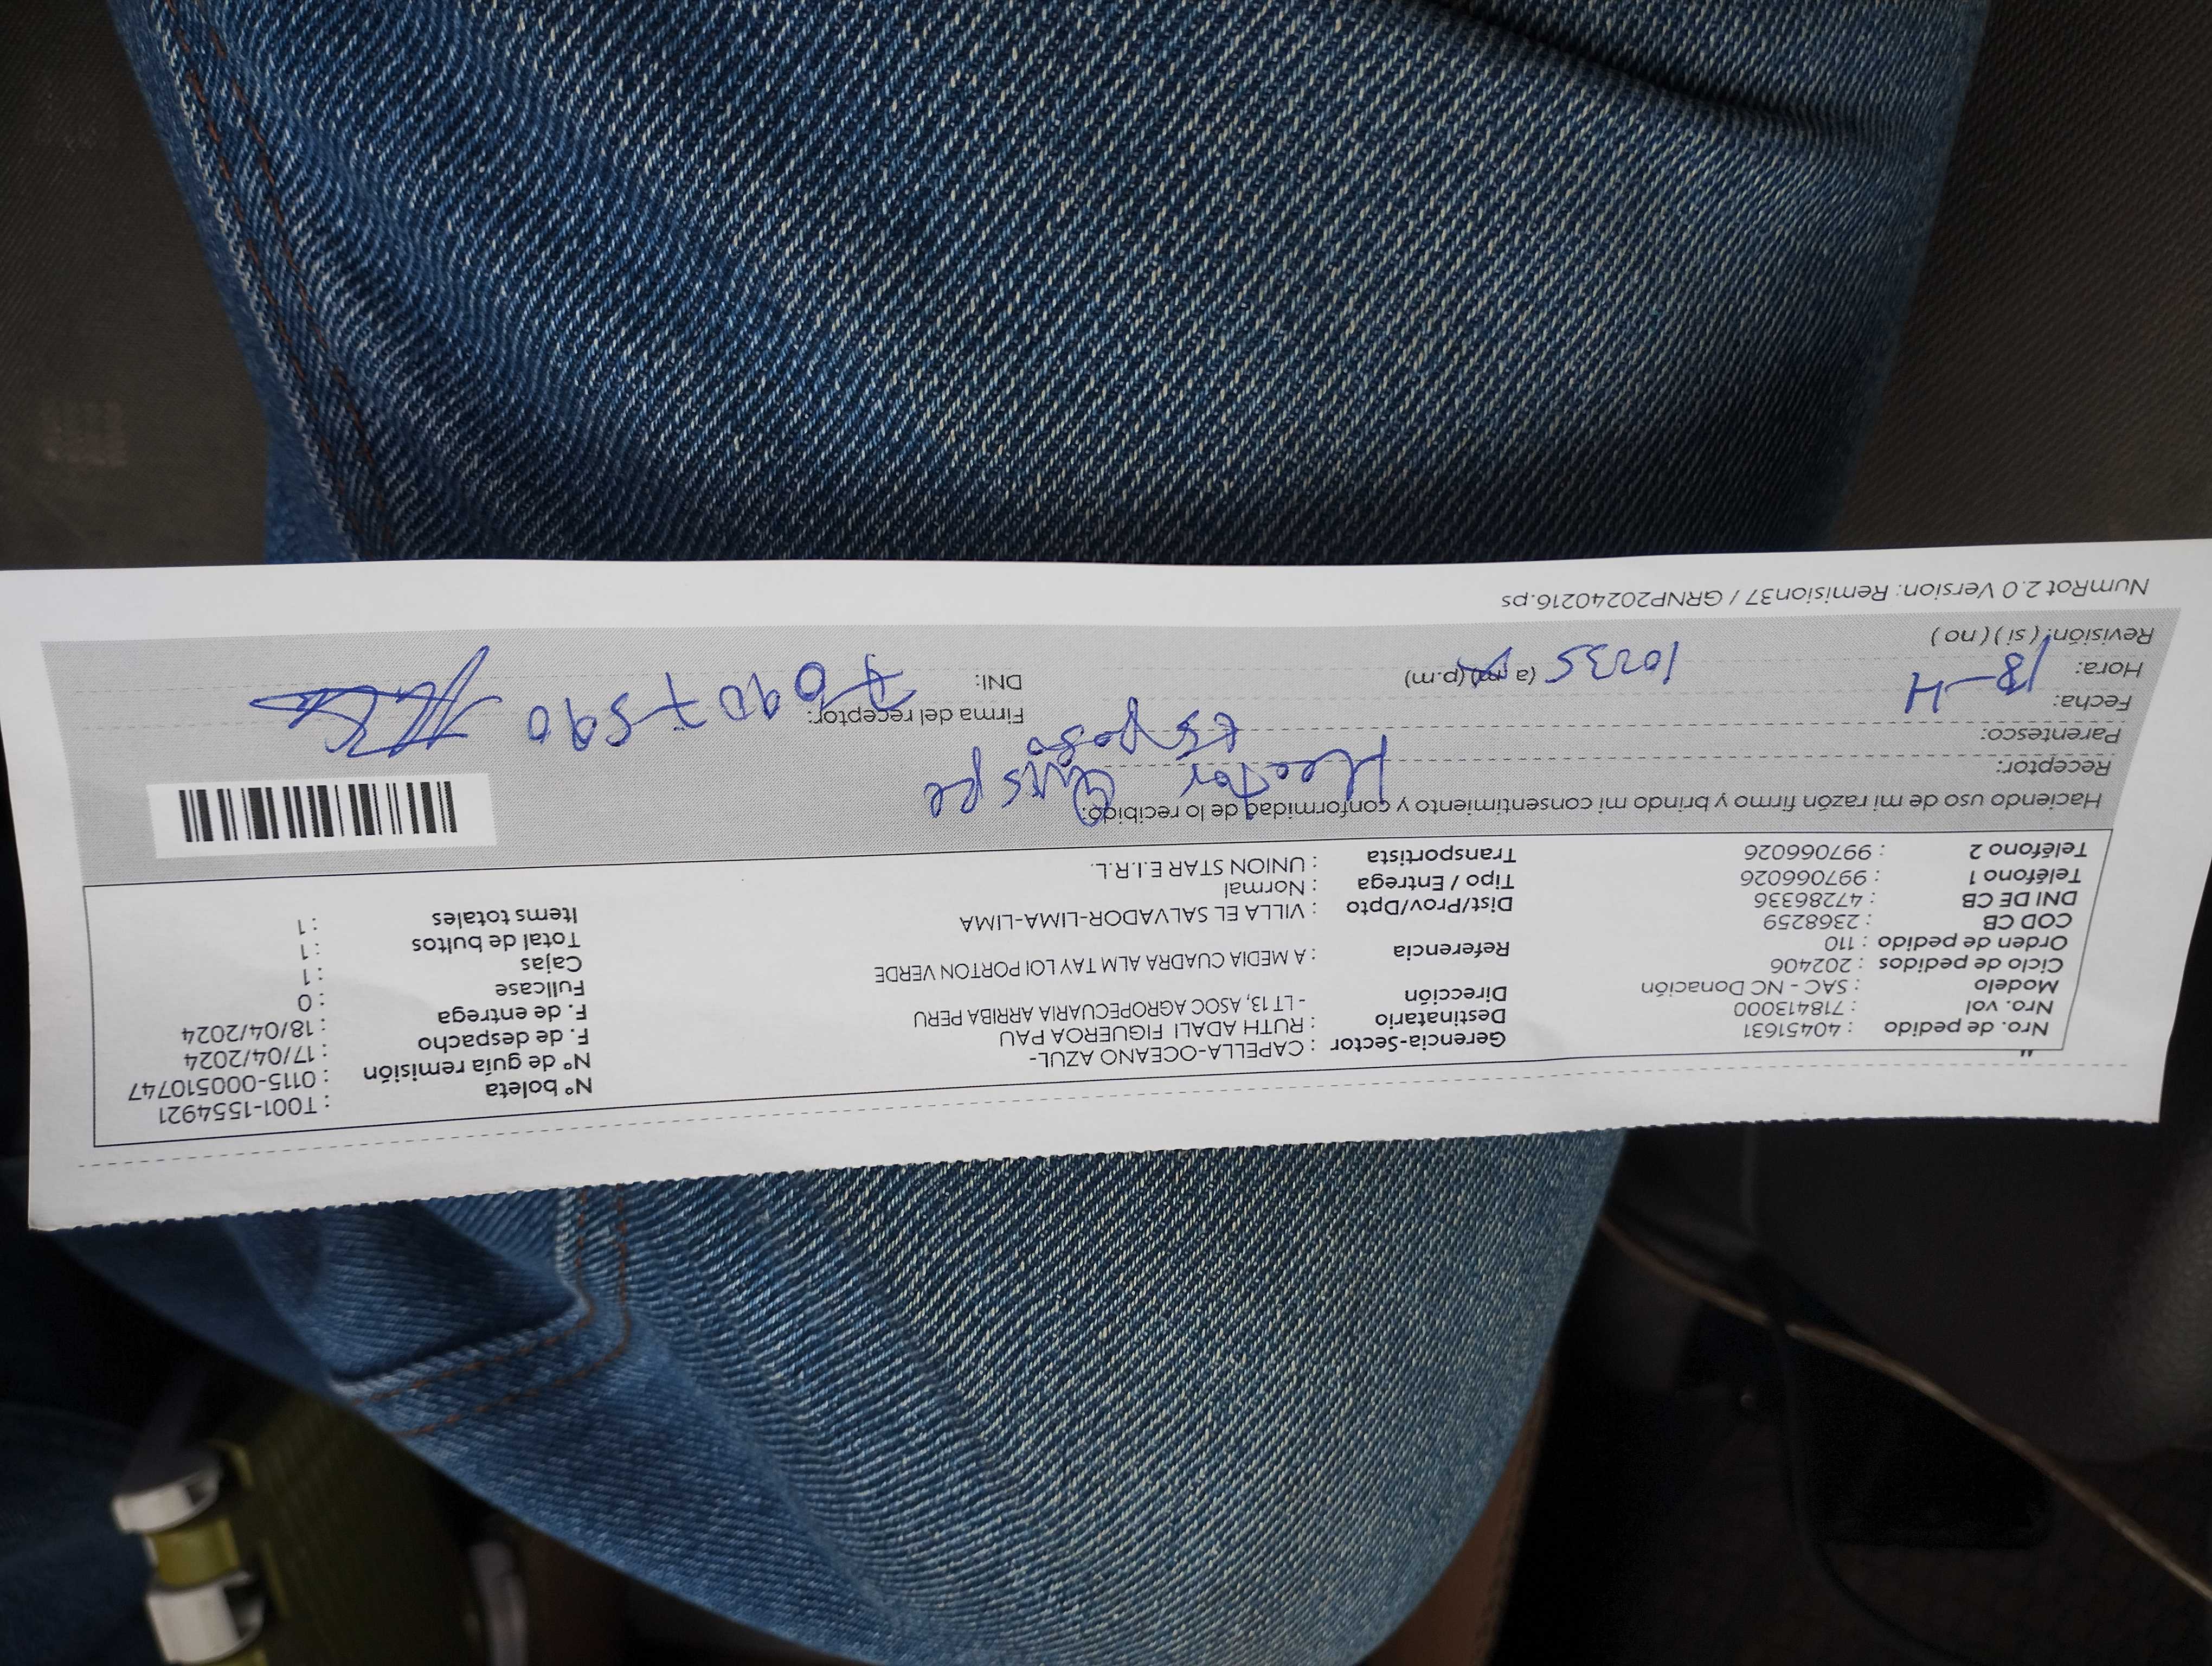 Nro. de pedido : 40451631
Nro. vol : 718413000
Modelo : SAC - NC Donación
Ciclo de pedidos : 202406
Orden de pedido : 110
COD CB : 2368259
DNI DE CB : 47286336
Teléfono 1 : 997066026
Teléfono 2 : 997066026
Gerencia-Sector : CAPELLA-OCEANO AZUL-
Destinatario : RUTH ADALI FIGUEROA PAU
Dirección - LT 13, ASOC AGROPECUARIA ARRIBA PERU
Referencia : A MEDIA CUADRA ALM TAY LOI PORTON VERDE
Dist/Prov/Dpto : VILLA EL SALVADOR-LIMA-LIMA
Tipo / Entrega : Normal
Transportista : UNION STAR E.I.R.L.
N° boleta : T001-1554921
N° de guía remisión : 0115-000510747
F. de despacho : 17/04/2024
F. de entrega : 18/04/2024
Fullcase : 0
Cajas : 1
Total de bultos : 1
Items totales : 1
Haciendo uso de mi razón firmo y brindo mi consentimiento y conformidad de lo recibido.
Receptor: Hector Quispe
Parentesco: Esposo
Fecha: 18-4
Hora: 10:35 (a m) (p.m)
Revisión: (si) (no)
Firma del receptor:
DNI: 70907590
NumRot 2.0 Version: Remision37 / GRNP20240216.ps